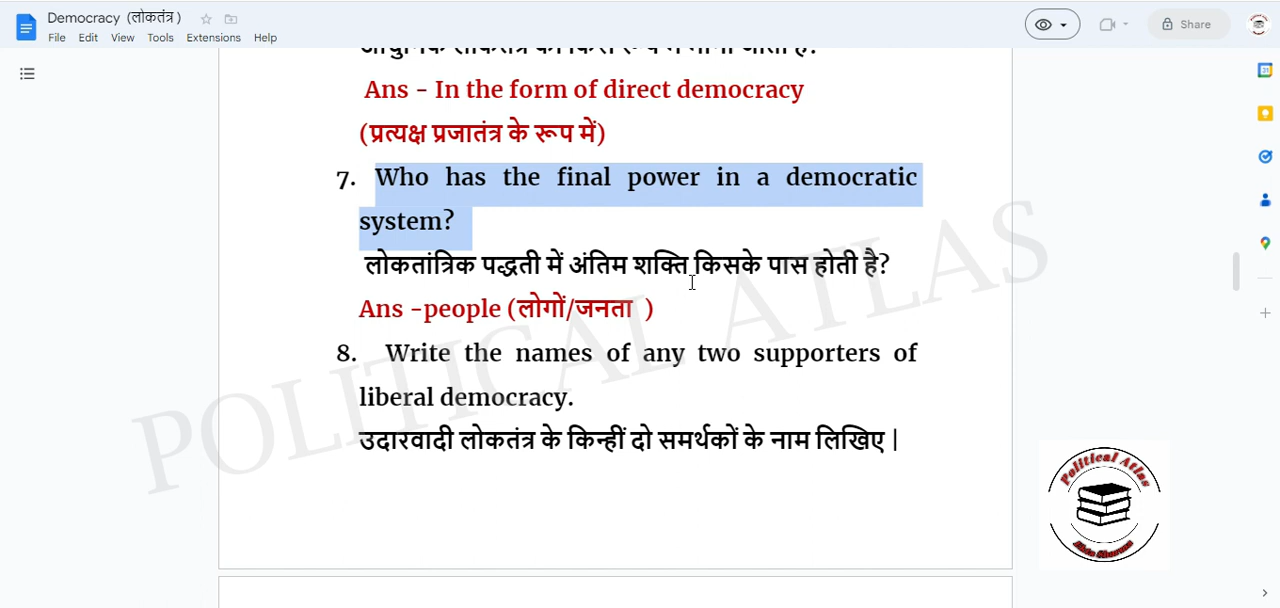 Democracy (लोकतंत्र )
File Edit View Tools Extensions Help
Share
Ans - In the form of direct democracy
(प्रत्यक्ष प्रजातंत्र के रूप में)
7. Who has the final power in a democratic
system?
लोकतांत्रिक पद्धती में अंतिम शक्ति किसके पास होती है?
Ans -people (लोगों/जनता )
8. Write the names of any two supporters of
liberal democracy.
उदारवादी लोकतंत्र के किन्हीं दो समर्थकों के नाम लिखिए |
POLITICAL ATLAS
Political Atlas